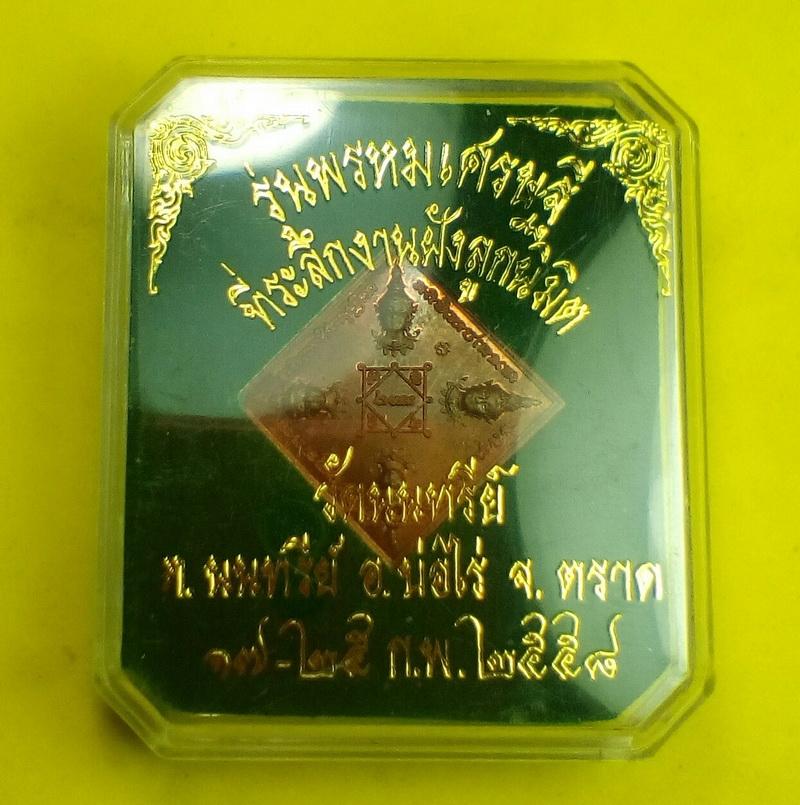 รุ่นพรหมเศรษฐี
ที่ระลึกงานฝังลูกนิมิต
วัดนนทรีย์
ต. นนทรีย์ อ. บ่อไร่ จ. ตราด
๑๗-๒๕ ก.พ. ๒๕๕๘